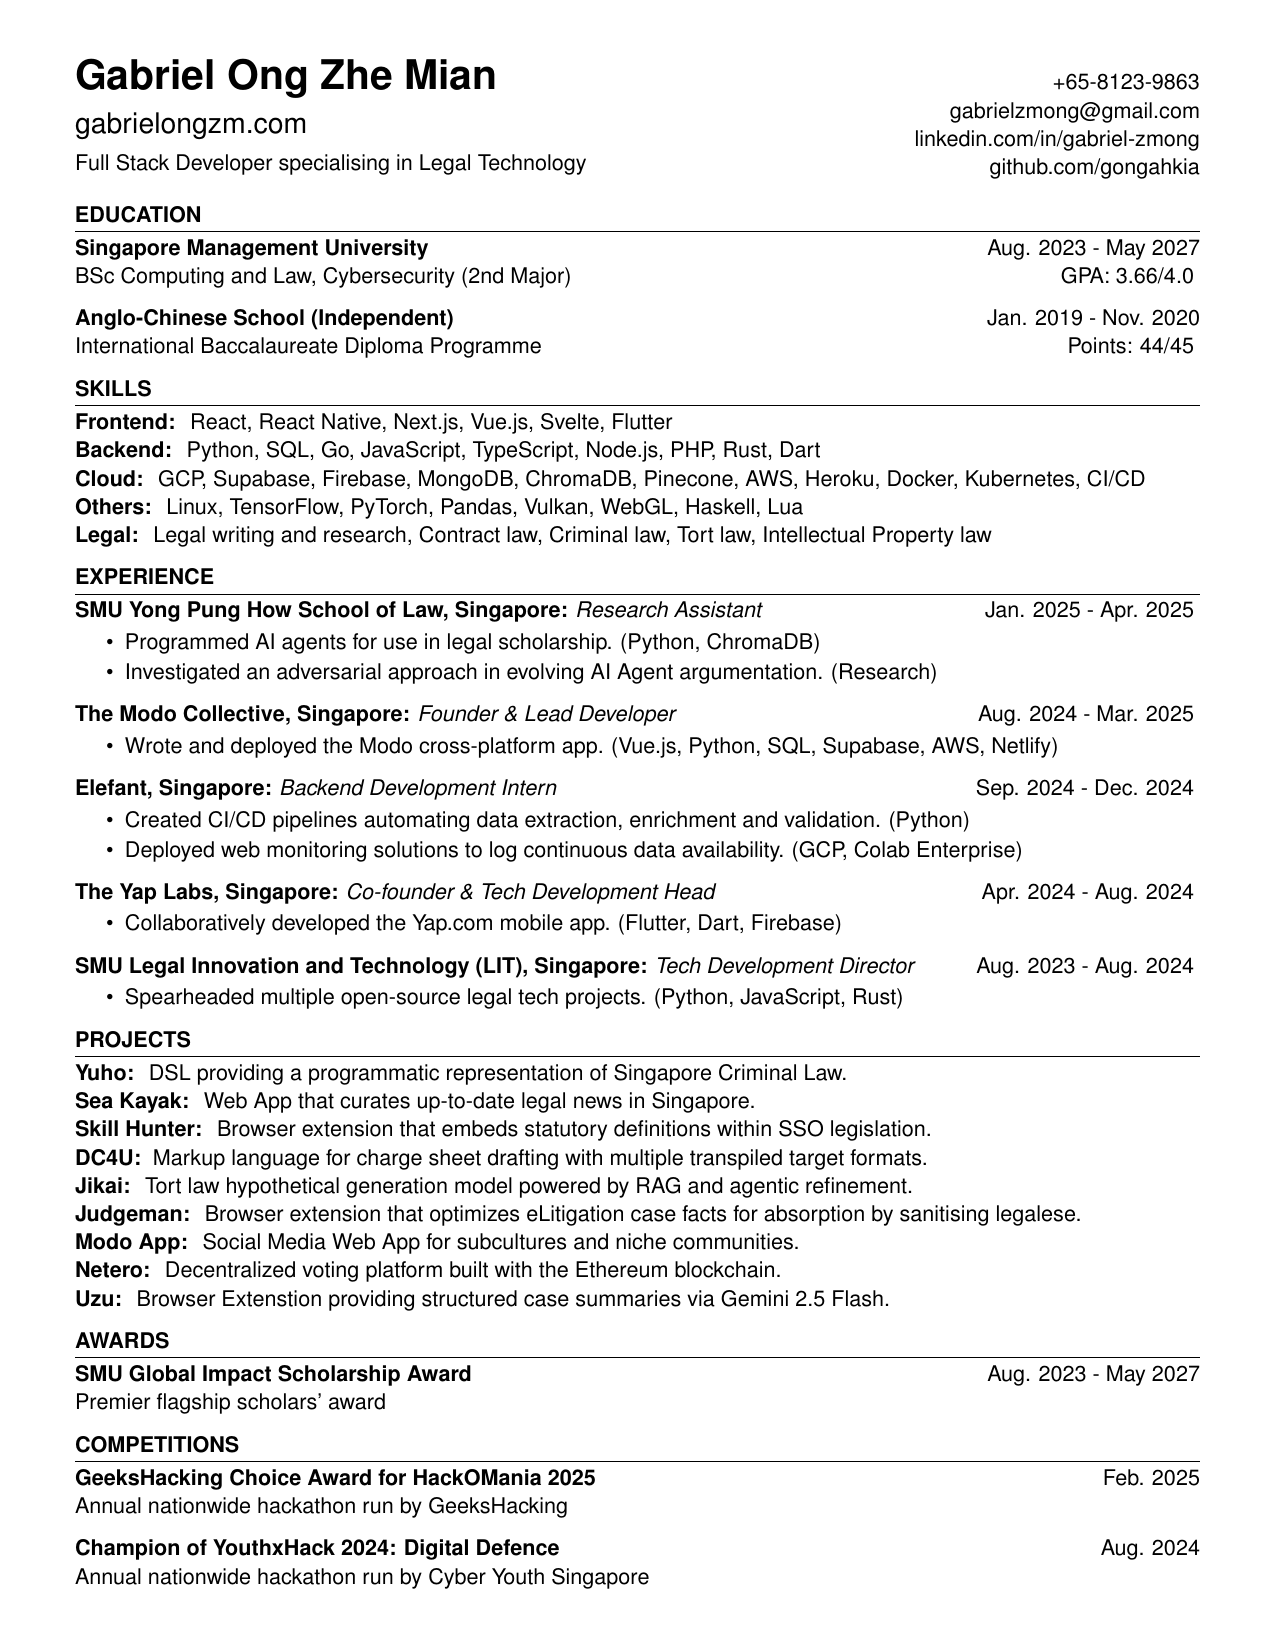 Gabriel Ong Zhe Mian
gabrielongzm.com
Full Stack Developer specialising in Legal Technology
+65-8123-9863
gabrielzmong@gmail.com
linkedin.com/in/gabriel-zmong
github.com/gongahkia
EDUCATION
Singapore Management University Aug. 2023 - May 2027
BSc Computing and Law, Cybersecurity (2nd Major) GPA: 3.66/4.0
Anglo-Chinese School (Independent) Jan. 2019 - Nov. 2020
International Baccalaureate Diploma Programme Points: 44/45
SKILLS
Frontend: React, React Native, Next.js, Vue.js, Svelte, Flutter
Backend: Python, SQL, Go, JavaScript, TypeScript, Node.js, PHP, Rust, Dart
Cloud: GCP, Supabase, Firebase, MongoDB, ChromaDB, Pinecone, AWS, Heroku, Docker, Kubernetes, CI/CD
Others: Linux, TensorFlow, PyTorch, Pandas, Vulkan, WebGL, Haskell, Lua
Legal: Legal writing and research, Contract law, Criminal law, Tort law, Intellectual Property law
EXPERIENCE
SMU Yong Pung How School of Law, Singapore: Research Assistant Jan. 2025 - Apr. 2025
• Programmed AI agents for use in legal scholarship. (Python, ChromaDB)
• Investigated an adversarial approach in evolving AI Agent argumentation. (Research)
The Modo Collective, Singapore: Founder & Lead Developer Aug. 2024 - Mar. 2025
• Wrote and deployed the Modo cross-platform app. (Vue.js, Python, SQL, Supabase, AWS, Netlify)
Elefant, Singapore: Backend Development Intern Sep. 2024 - Dec. 2024
• Created CI/CD pipelines automating data extraction, enrichment and validation. (Python)
• Deployed web monitoring solutions to log continuous data availability. (GCP, Colab Enterprise)
The Yap Labs, Singapore: Co-founder & Tech Development Head Apr. 2024 - Aug. 2024
• Collaboratively developed the Yap.com mobile app. (Flutter, Dart, Firebase)
SMU Legal Innovation and Technology (LIT), Singapore: Tech Development Director Aug. 2023 - Aug. 2024
• Spearheaded multiple open-source legal tech projects. (Python, JavaScript, Rust)
PROJECTS
Yuho: DSL providing a programmatic representation of Singapore Criminal Law.
Sea Kayak: Web App that curates up-to-date legal news in Singapore.
Skill Hunter: Browser extension that embeds statutory definitions within SSO legislation.
DC4U: Markup language for charge sheet drafting with multiple transpiled target formats.
Jikai: Tort law hypothetical generation model powered by RAG and agentic refinement.
Judgeman: Browser extension that optimizes eLitigation case facts for absorption by sanitising legalese.
Modo App: Social Media Web App for subcultures and niche communities.
Netero: Decentralized voting platform built with the Ethereum blockchain.
Uzu: Browser Extenstion providing structured case summaries via Gemini 2.5 Flash.
AWARDS
SMU Global Impact Scholarship Award Aug. 2023 - May 2027
Premier flagship scholars' award
COMPETITIONS
GeeksHacking Choice Award for HackOMania 2025 Feb. 2025
Annual nationwide hackathon run by GeeksHacking
Champion of YouthxHack 2024: Digital Defence Aug. 2024
Annual nationwide hackathon run by Cyber Youth Singapore